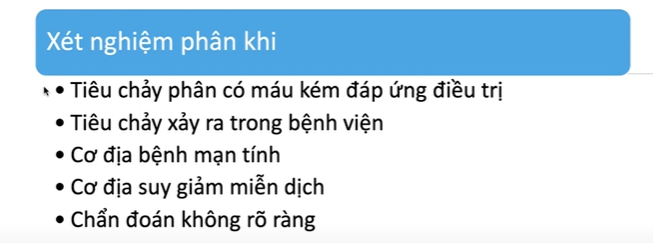 Xét nghiệm phân khi
• Tiêu chảy phân có máu kém đáp ứng điều trị
• Tiêu chảy xảy ra trong bệnh viện
• Cơ địa bệnh mạn tính
• Cơ địa suy giảm miễn dịch
• Chẩn đoán không rõ ràng